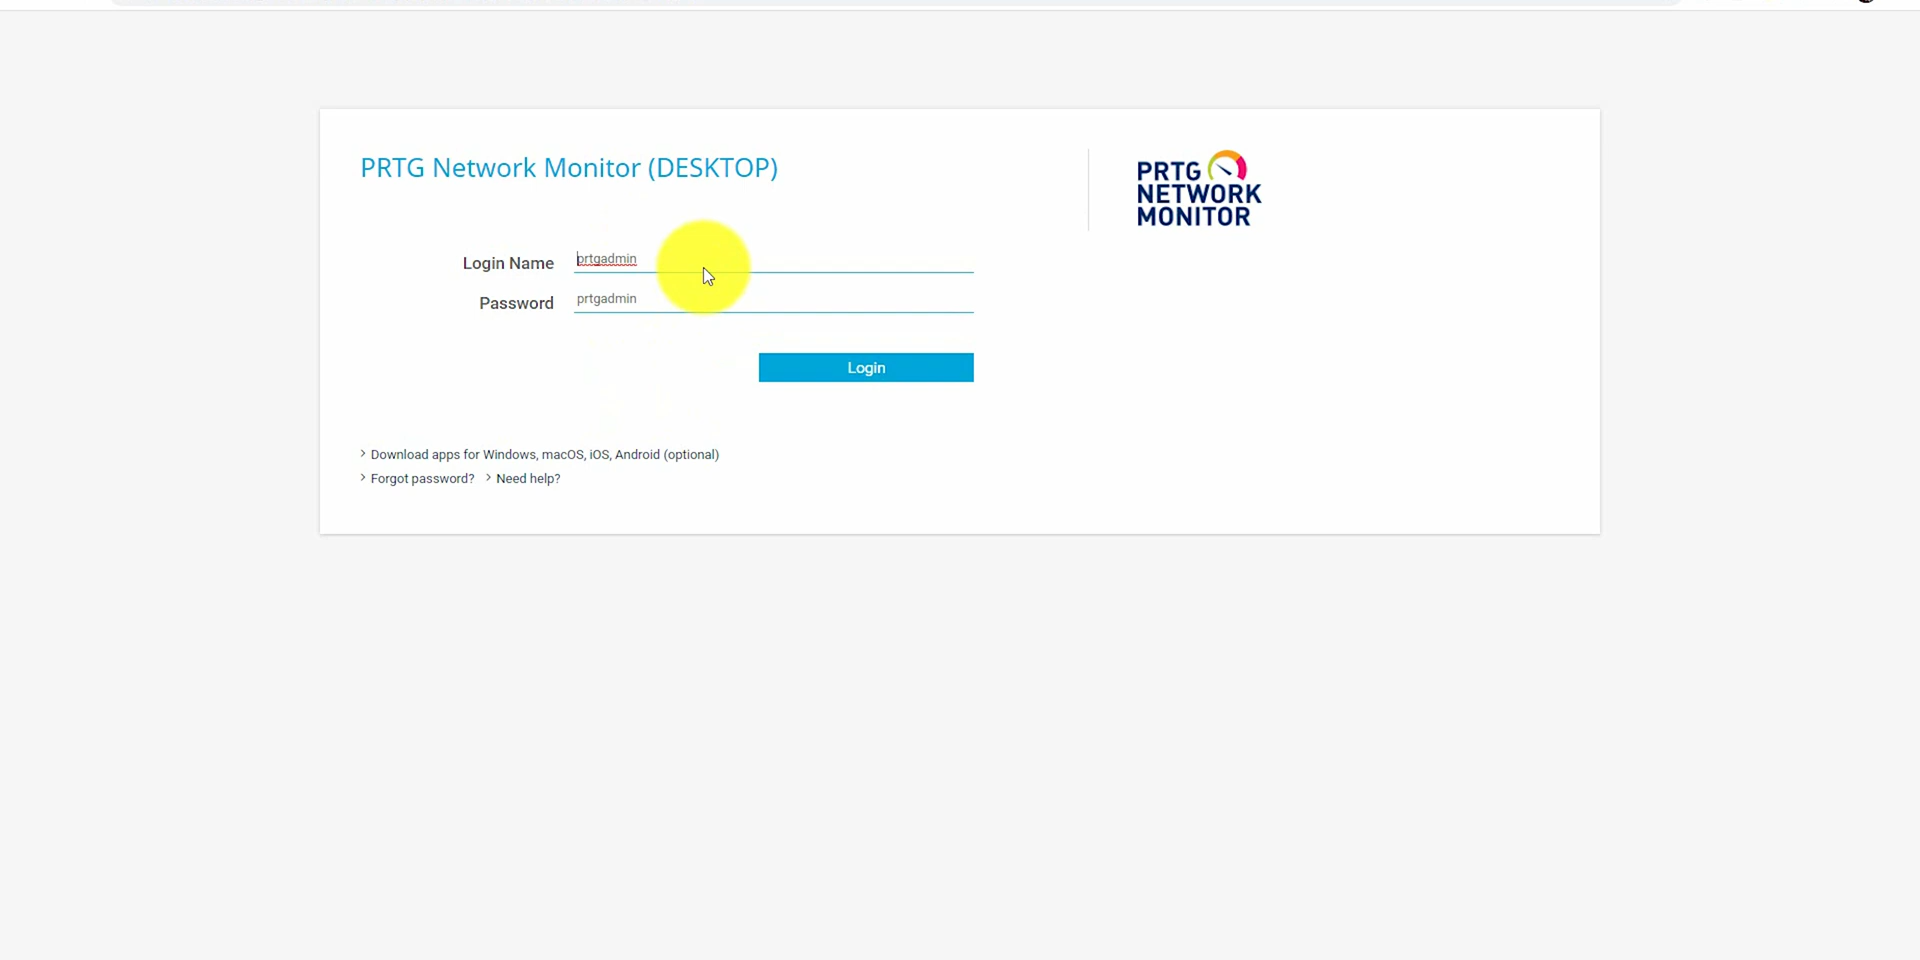 PRTG Network Monitor (DESKTOP)
PRTG
NETWORK
MONITOR
Login Name prtgadmin
Password prtgadmin
Login
Download apps for Windows, macOS, iOS, Android (optional)
Forgot password? Need help?